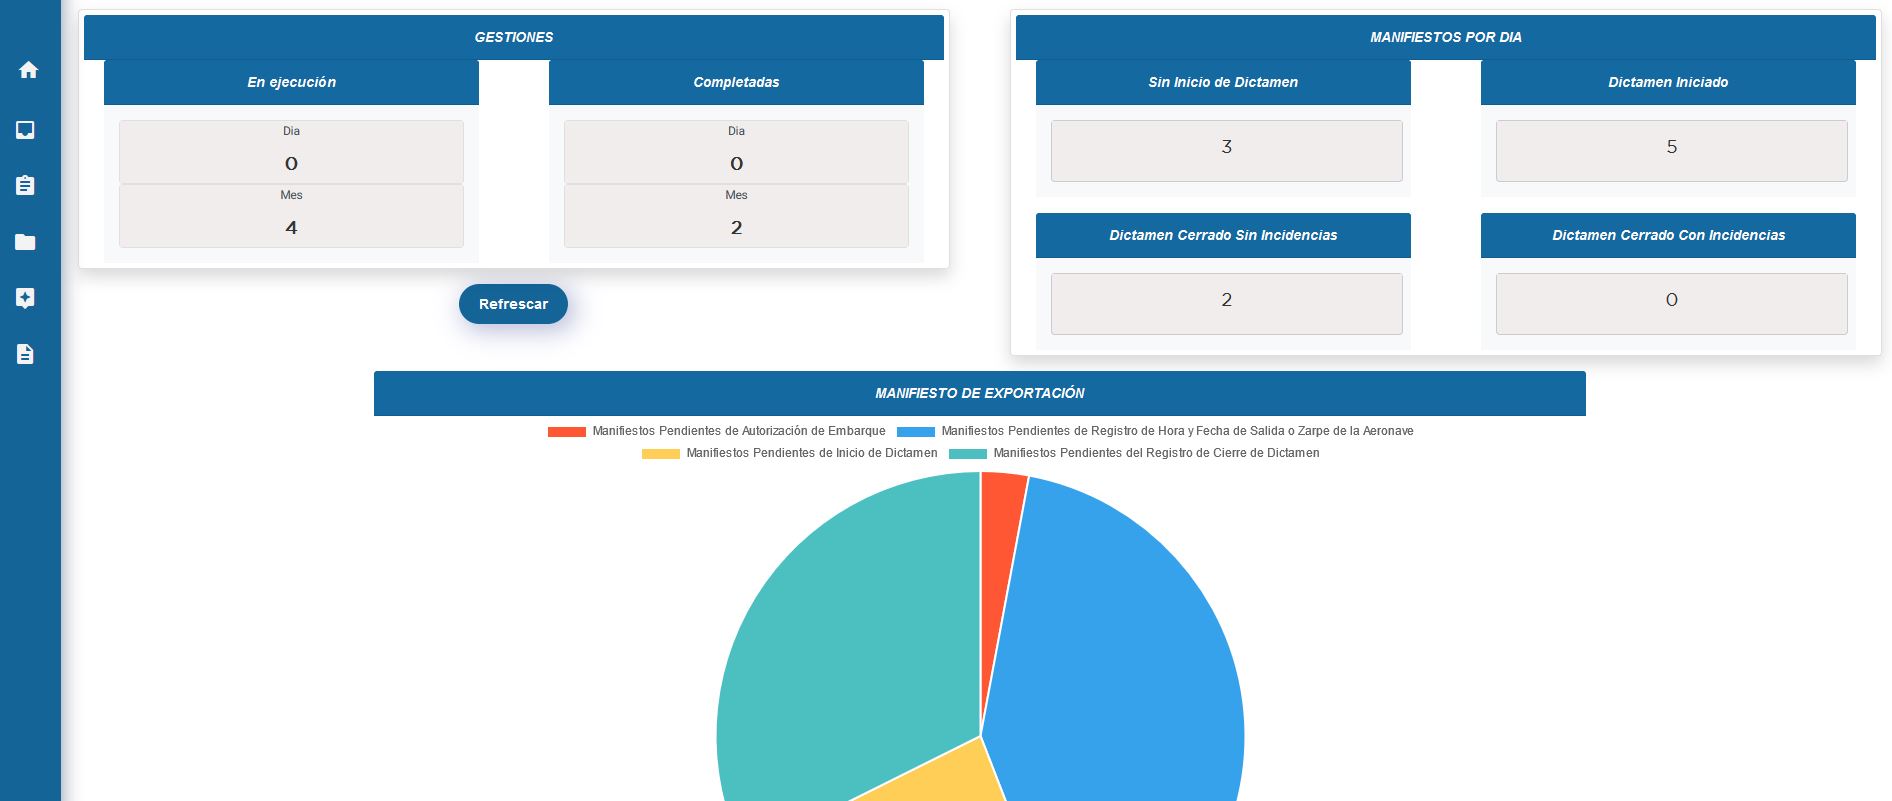 GESTIONES
En ejecución
Completadas
Dia
0
Mes
4
Dia
0
Mes
2
Refrescar
MANIFIESTOS POR DIA
Sin Inicio de Dictamen
Dictamen Iniciado
3
5
Dictamen Cerrado Sin Incidencias
Dictamen Cerrado Con Incidencias
2
0
MANIFIESTO DE EXPORTACIÓN
Manifiestos Pendientes de Autorización de Embarque
Manifiestos Pendientes de Registro de Hora y Fecha de Salida o Zarpe de la Aeronave
Manifiestos Pendientes de Inicio de Dictamen
Manifiestos Pendientes del Registro de Cierre de Dictamen